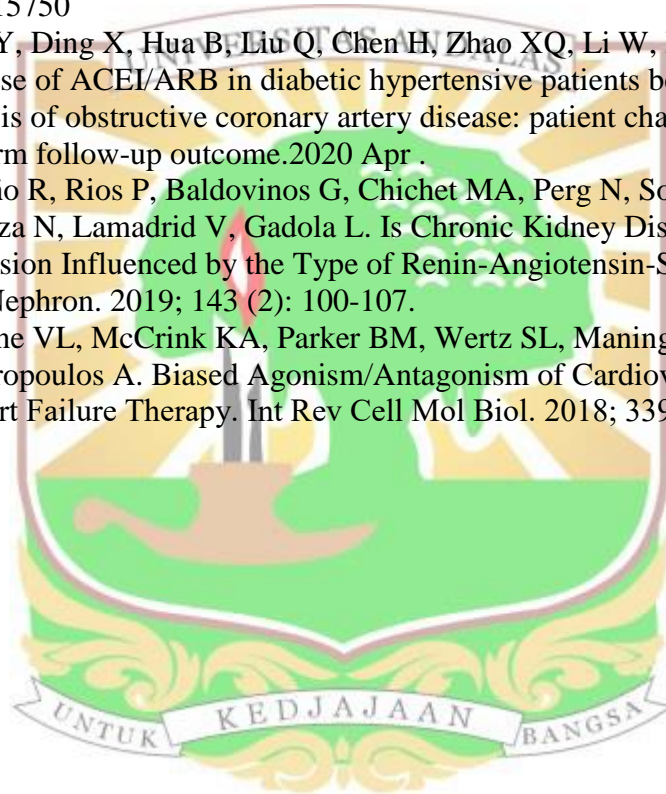 15750
Y, Ding X, Hua B, Liu Q, Chen H, Zhao XQ, Li W,
se of ACEI/ARB in diabetic hypertensive patients be
is of obstructive coronary artery disease: patient cha
rm follow-up outcome.2020 Apr .
ão R, Rios P, Baldovinos G, Chichet MA, Perg N, So
za N, Lamadrid V, Gadola L. Is Chronic Kidney Dis
sion Influenced by the Type of Renin-Angiotensin-S
Nephron. 2019; 143 (2): 100-107.
ne VL, McCrink KA, Parker BM, Wertz SL, Maning
ropoulos A. Biased Agonism/Antagonism of Cardiov
rt Failure Therapy. Int Rev Cell Mol Biol. 2018; 339
UNIVERSITAS ANDALAS
UNTUK KEDJAJAAN BANGSA